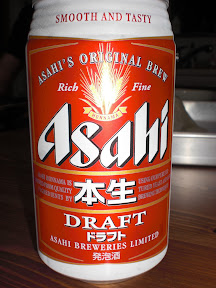 SMOOTH AND TASTY
ASAHI'S ORIGINAL BREW
Rich Fine
HONNAMA
Asahi
本生
DRAFT
ドラフト
ASAHI BREWERIES LIMITED
発泡酒